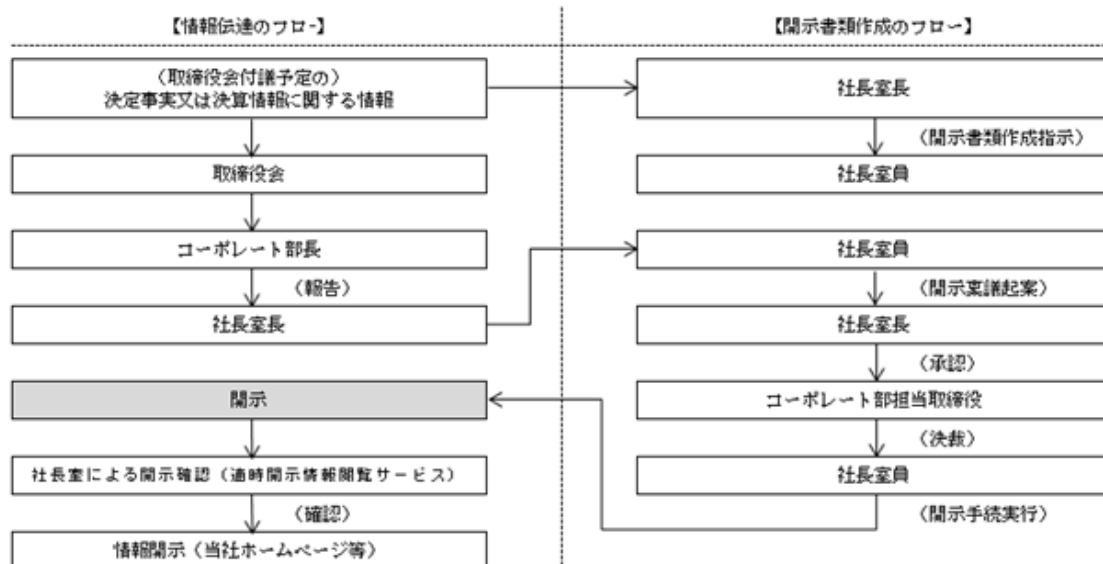 【情報伝達のフロー】
（取締役会付議予定の）
決定事実又は決算情報に関する情報
取締役会
コーポレート部長
（報告）
社長室長
開示
社長室による開示確認（適時開示情報閲覧サービス）
（確認）
情報開示（当社ホームページ等）
【開示書類作成のフロー】
社長室長
（開示書類作成指示）
社長室員
社長室員
（開示稟議起案）
社長室長
（承認）
コーポレート部担当取締役
（決裁）
社長室員
（開示手続実行）